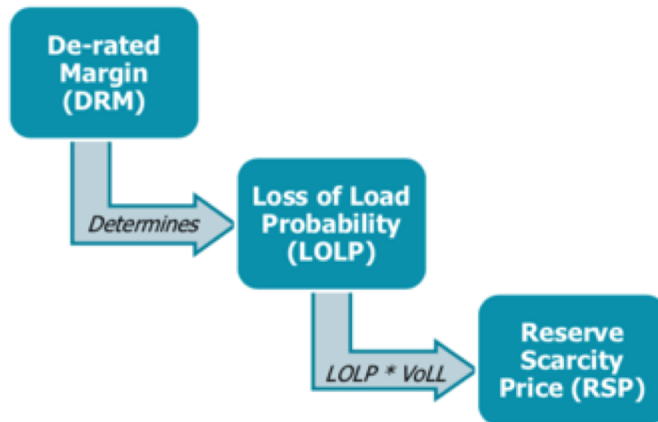 De-rated
Margin
(DRM)
Determines
Loss of Load
Probability
(LOLP)
LOLP * VoLL
Reserve
Scarcity
Price (RSP)